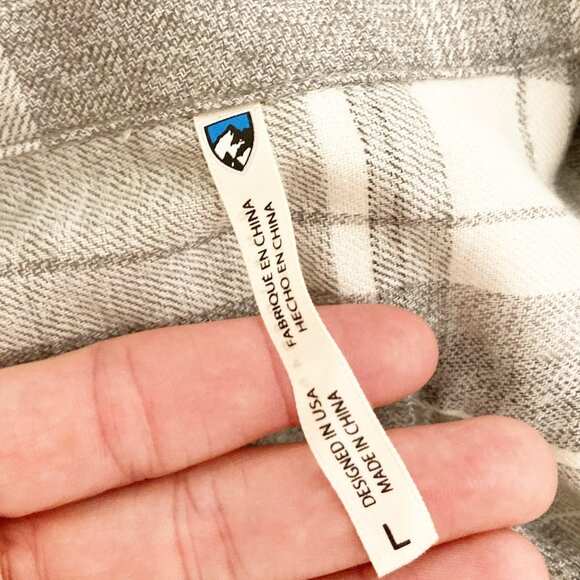 FABRIQUÉ EN CHINA
HECHO EN CHINA
DESIGNED IN USA
MADE IN CHINA
L